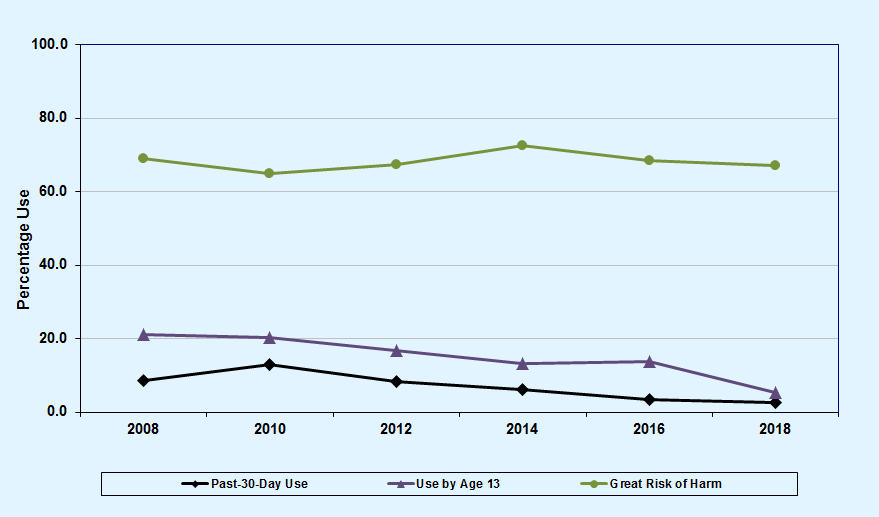 100.0
80.0
60.0
40.0
20.0
0.0
Percentage Use
2008 2010 2012 2014 2016 2018
Past-30-Day Use Use by Age 13 Great Risk of Harm